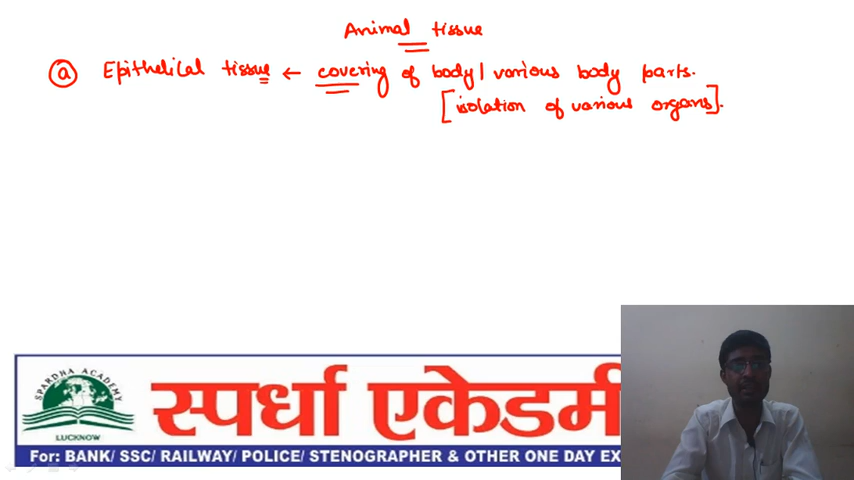 Animal tissue
ⓐ Epithelical tissue ← covering of body/various body parts.
[isolation of various organs].
SPARDHA ACADEMY
LUCKNOW
स्पर्धा एकेडमी
For: BANK/ SSC/ RAILWAY/ POLICE/ STENOGRAPHER & OTHER ONE DAY EX